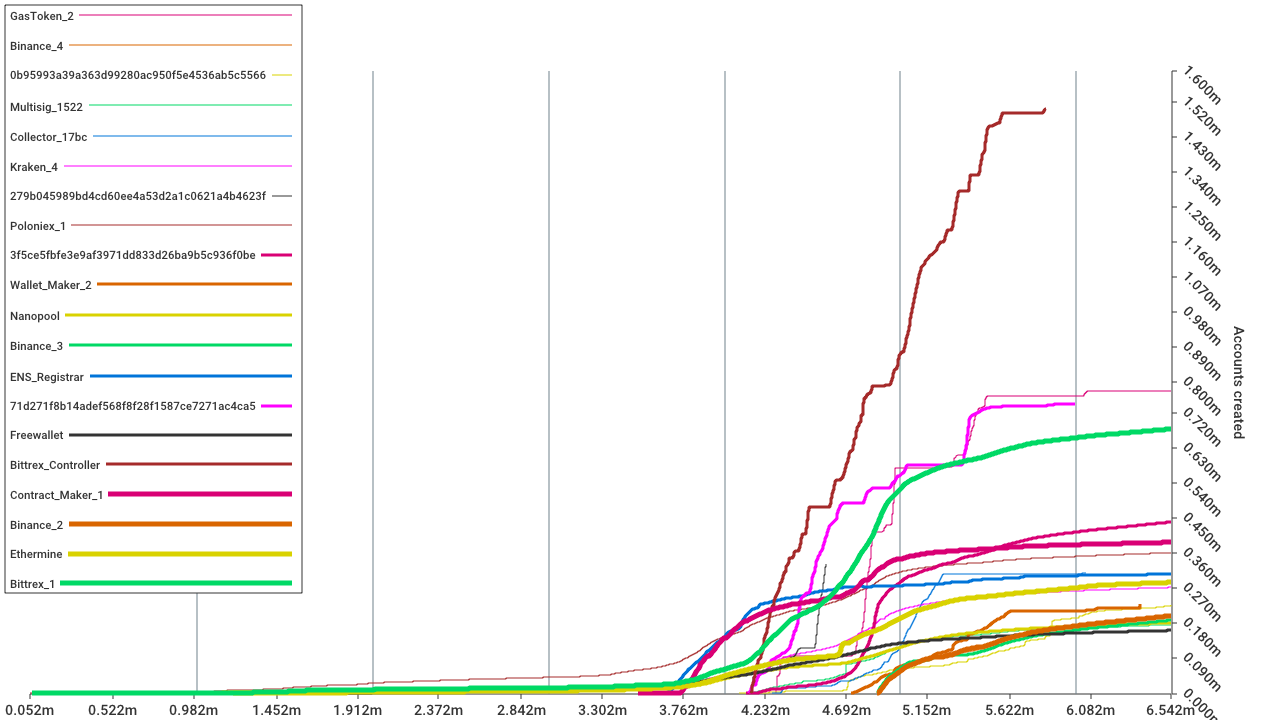 GasToken_2
Binance_4
0b95993a39a363d99280ac950f5e4536ab5c5566
Multisig_1522
Collector_17bc
Kraken_4
279b045989bd4cd60ee4a53d2a1c0621a4b4623f
Poloniex_1
3f5ce5fbfe3e9af3971dd833d26ba9b5c936f0be
Wallet_Maker_2
Nanopool
Binance_3
ENS_Registrar
71d271f8b14adef568f8f28f1587ce7271ac4ca5
Freewallet
Bittrex_Controller
Contract_Maker_1
Binance_2
Ethermine
Bittrex_1
1.600m
1.520m
1.430m
1.340m
1.250m
1.160m
1.070m
0.980m
0.890m
0.800m
0.720m
0.630m
0.540m
0.450m
0.360m
0.270m
0.180m
0.090m
0.000m
Accounts created
0.052m 0.522m 0.982m 1.452m 1.912m 2.372m 2.842m 3.302m 3.762m 4.232m 4.692m 5.152m 5.622m 6.082m 6.542m